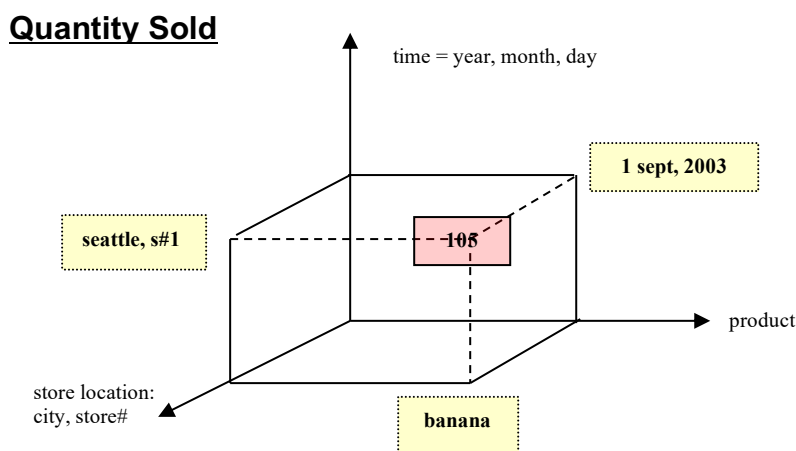 Quantity Sold
time = year, month, day
1 sept, 2003
seattle, s#1
105
product
store location:
city, store#
banana